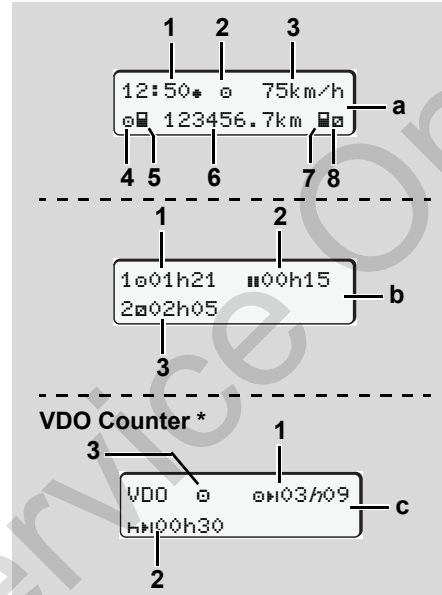 1 2 3
12:50● ⊙ 75km/h a
⊙ 123456.7km
4 5 6 7 8
1 2
1⊙01h21 00h15 b
2⧄02h05
3
VDO Counter *
3 1
VDO ⊙ ⊙03h09 c
00h30
2
Service O